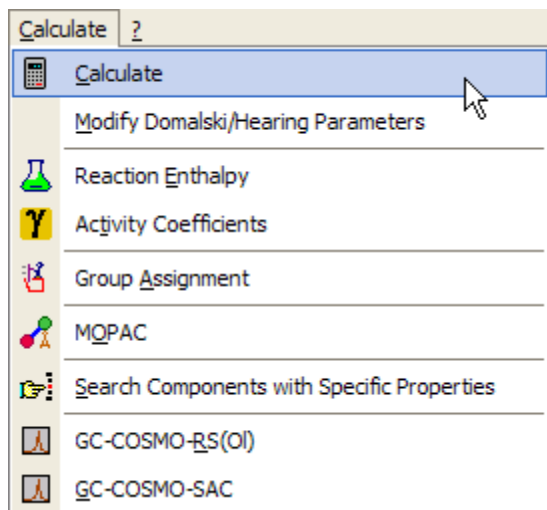 Calculate ?
Calculate
Modify Domalski/Hearing Parameters
Reaction Enthalpy
γ Activity Coefficients
Group Assignment
MOPAC
Search Components with Specific Properties
GC-COSMO-RS(Ol)
GC-COSMO-SAC